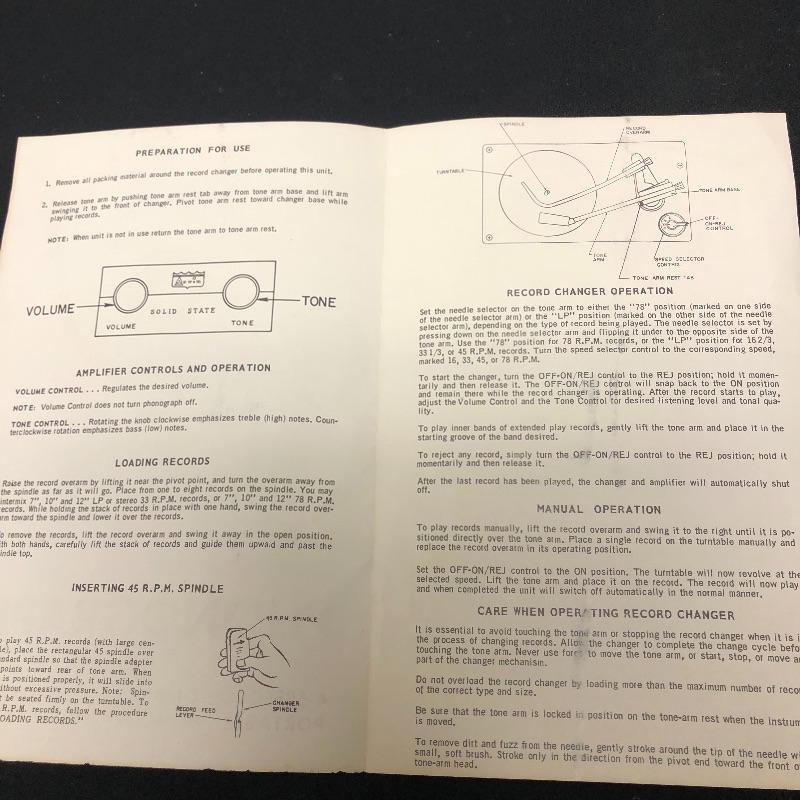 PREPARATION FOR USE
1. Remove all packing material around the record changer before operating this unit.
2. Release tone arm by pushing tone arm rest tab away from tone arm base and lift arm
swinging it to the front of changer. Pivot tone arm rest toward changer base while
playing records.
NOTE: When unit is not in use return the tone arm to tone arm rest.
VOLUME
TONE
SOLID STATE
VOLUME
TONE
AMPLIFIER CONTROLS AND OPERATION
VOLUME CONTROL . . . Regulates the desired volume.
NOTE: Volume Control does not turn phonograph off.
TONE CONTROL . . . Rotating the knob clockwise emphasizes treble (high) notes. Coun-
terclockwise rotation emphasizes bass (low) notes.
LOADING RECORDS
Raise the record overarm by lifting it near the pivot point, and turn the overarm away from
the spindle as far as it will go. Place from one to eight records on the spindle. You may
intermix 7", 10" and 12" LP or stereo 33 R.P.M. records, or 7", 10" and 12" 78 R.P.M.
ecords. While holding the stack of records in place with one hand, swing the record over-
rm toward the spindle and lower it over the records.
o remove the records, lift the record overarm and swing it away in the open position.
ith both hands, carefully lift the stack of records and guide them upward and past the
indle top.
INSERTING 45 R.P.M. SPINDLE
o play 45 R.P.M. records (with large cen-
le), place the rectangular 45 spindle over
ndard spindle so that the spindle adapter
points toward rear of tone arm. When
is positioned properly, it will slide into
ithout excessive pressure. Note: Spin-
t be seated firmly on the turntable. To
R.P.M. records, follow the procedure
OADING RECORDS."
45 R.P.M. SPINDLE
RECORD FEED
LEVER
CHANGER
SPINDLE
SPINDLE
RECORD
OVERARM
TURNTABLE
TONE ARM BASE
OFF-
ON-REJ
CONTROL
TONE
ARM
SPEED SELECTOR
CONTROL
TONE ARM REST TAB
RECORD CHANGER OPERATION
Set the needle selector on the tone arm to either the "78" position (marked on one side
of the needle selector arm) or the "LP" position (marked on the other side of the needle
selector arm), depending on the type of record being played. The needle selector is set by
pressing down on the needle selector arm and flipping it under to the opposite side of the
tone arm. Use the "78" position for 78 R.P.M. records, or the "LP" position for 16 2/3,
33 1/3, or 45 R.P.M. records. Turn the speed selector control to the corresponding speed,
marked 16, 33, 45, or 78 R.P.M.
To start the changer, turn the OFF-ON/REJ control to the REJ position; hold it momen-
tarily and then release it. The OFF-ON/REJ control will snap back to the ON position
and remain there while the record changer is operating. After the record starts to play,
adjust the Volume Control and the Tone Control for desired listening level and tonal qua-
lity.
To play inner bands of extended play records, gently lift the tone arm and place it in the
starting groove of the band desired.
To reject any record, simply turn the OFF-ON/REJ control to the REJ position; hold it
momentarily and then release it.
After the last record has been played, the changer and amplifier will automatically shut
off.
MANUAL OPERATION
To play records manually, lift the record overarm and swing it to the right until it is po-
sitioned directly over the tone arm. Place a single record on the turntable manually and
replace the record overarm in its operating position.
Set the OFF-ON/REJ control to the ON position. The turntable will now revolve at the
selected speed. Lift the tone arm and place it on the record. The record will now play
and when completed the unit will switch off automatically in the normal manner.
CARE WHEN OPERATING RECORD CHANGER
It is essential to avoid touching the tone arm or stopping the record changer when it is i
the process of changing records. Allow the changer to complete the change cycle befo
touching the tone arm. Never use force to move the tone arm, or start, stop, or move a
part of the changer mechanism.
Do not overload the record changer by loading more than the maximum number of recor
of the correct type and size.
Be sure that the tone arm is locked in position on the tone-arm rest when the instrum
is moved.
To remove dirt and fuzz from the needle, gently stroke around the tip of the needle wi
small, soft brush. Stroke only in the direction from the pivot end toward the front o
tone-arm head.